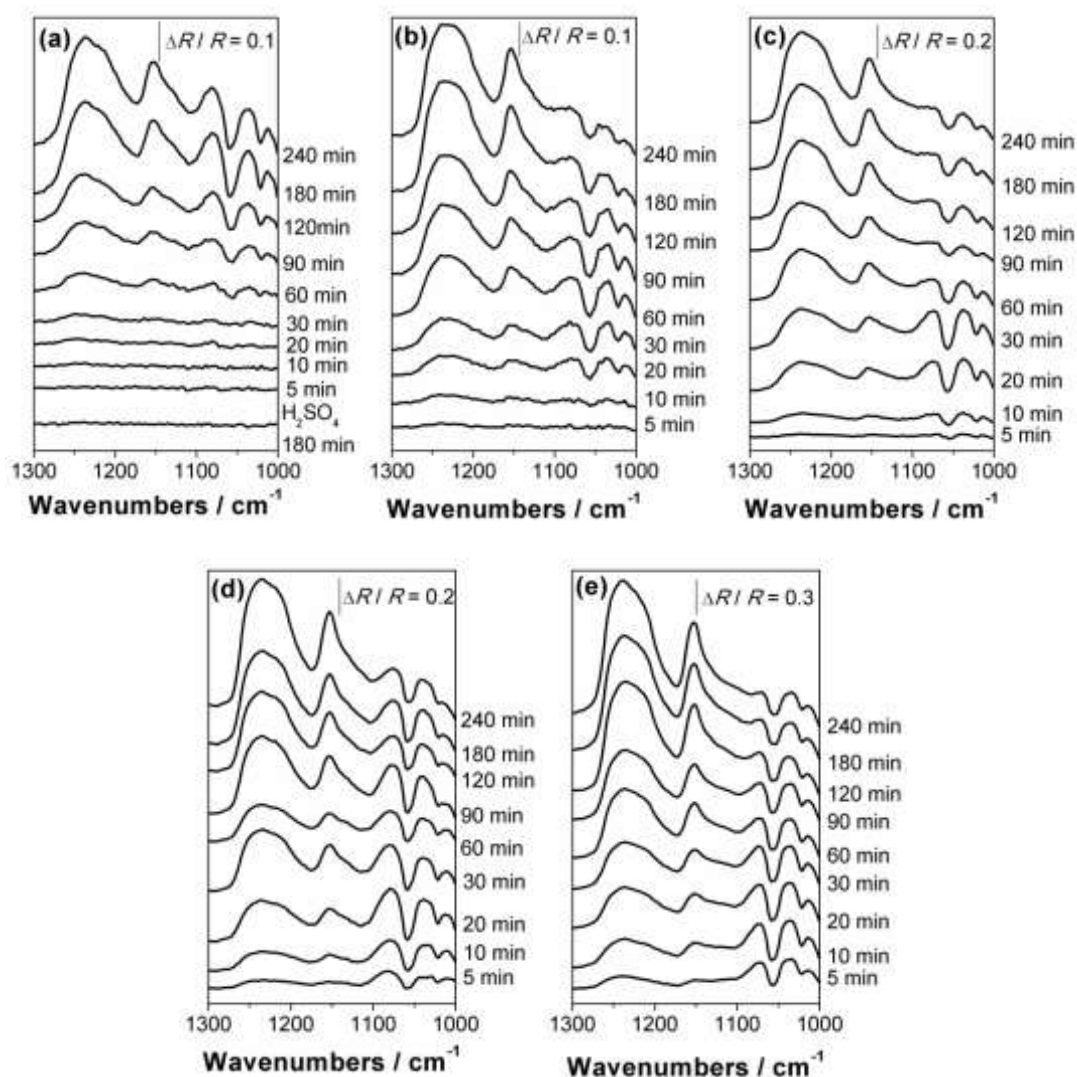 (a)
ΔR / R = 0.1
240 min
180 min
120min
90 min
60 min
30 min
20 min
10 min
5 min
H₂SO₄
180 min
1300 1200 1100 1000
Wavenumbers / cm⁻¹
(b)
ΔR / R = 0.1
240 min
180 min
120 min
90 min
60 min
30 min
20 min
10 min
5 min
1300 1200 1100 1000
Wavenumbers / cm⁻¹
(c)
ΔR / R = 0.2
240 min
180 min
120 min
90 min
60 min
30 min
20 min
10 min
5 min
1300 1200 1100 1000
Wavenumbers / cm⁻¹
(d)
ΔR / R = 0.2
240 min
180 min
120 min
90 min
60 min
30 min
20 min
10 min
5 min
1300 1200 1100 1000
Wavenumbers / cm⁻¹
(e)
ΔR / R = 0.3
240 min
180 min
120 min
90 min
60 min
30 min
20 min
10 min
5 min
1300 1200 1100 1000
Wavenumbers / cm⁻¹